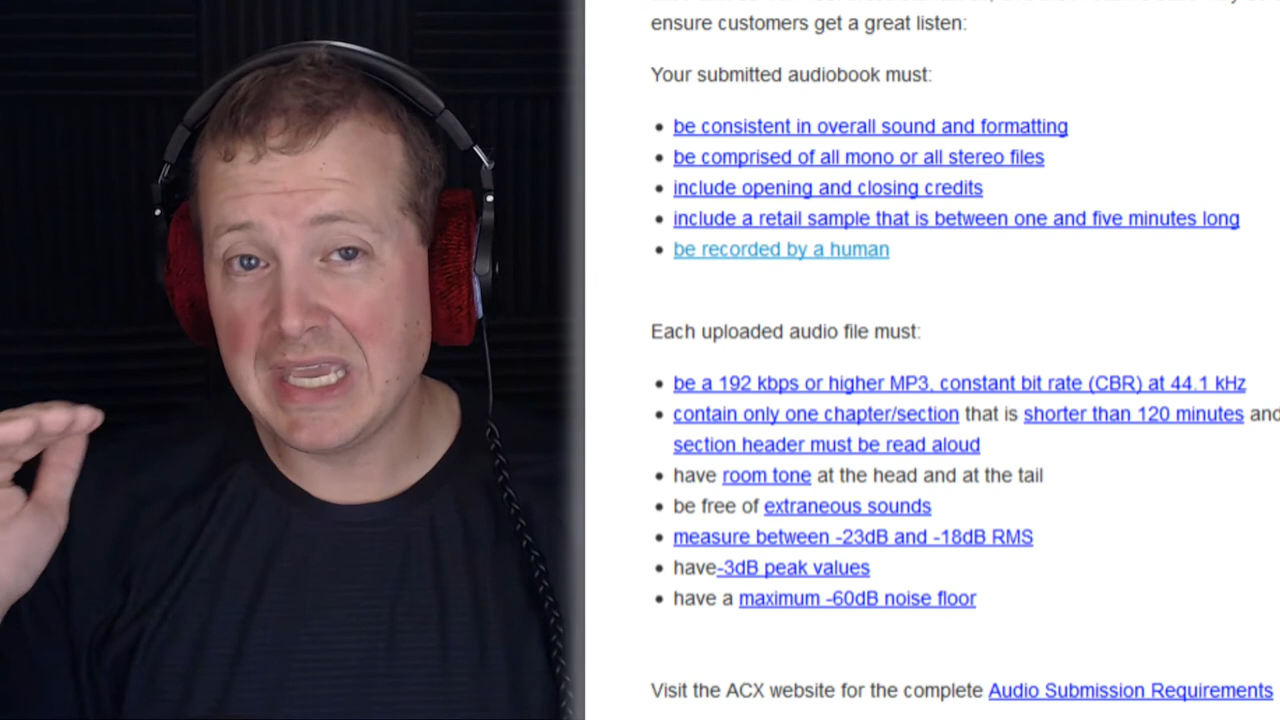 ensure customers get a great listen:
Your submitted audiobook must:
• be consistent in overall sound and formatting
• be comprised of all mono or all stereo files
• include opening and closing credits
• include a retail sample that is between one and five minutes long
• be recorded by a human
Each uploaded audio file must:
• be a 192 kbps or higher MP3, constant bit rate (CBR) at 44.1 kHz
• contain only one chapter/section that is shorter than 120 minutes and
section header must be read aloud
• have room tone at the head and at the tail
• be free of extraneous sounds
• measure between -23dB and -18dB RMS
• have-3dB peak values
• have a maximum -60dB noise floor
Visit the ACX website for the complete Audio Submission Requirements